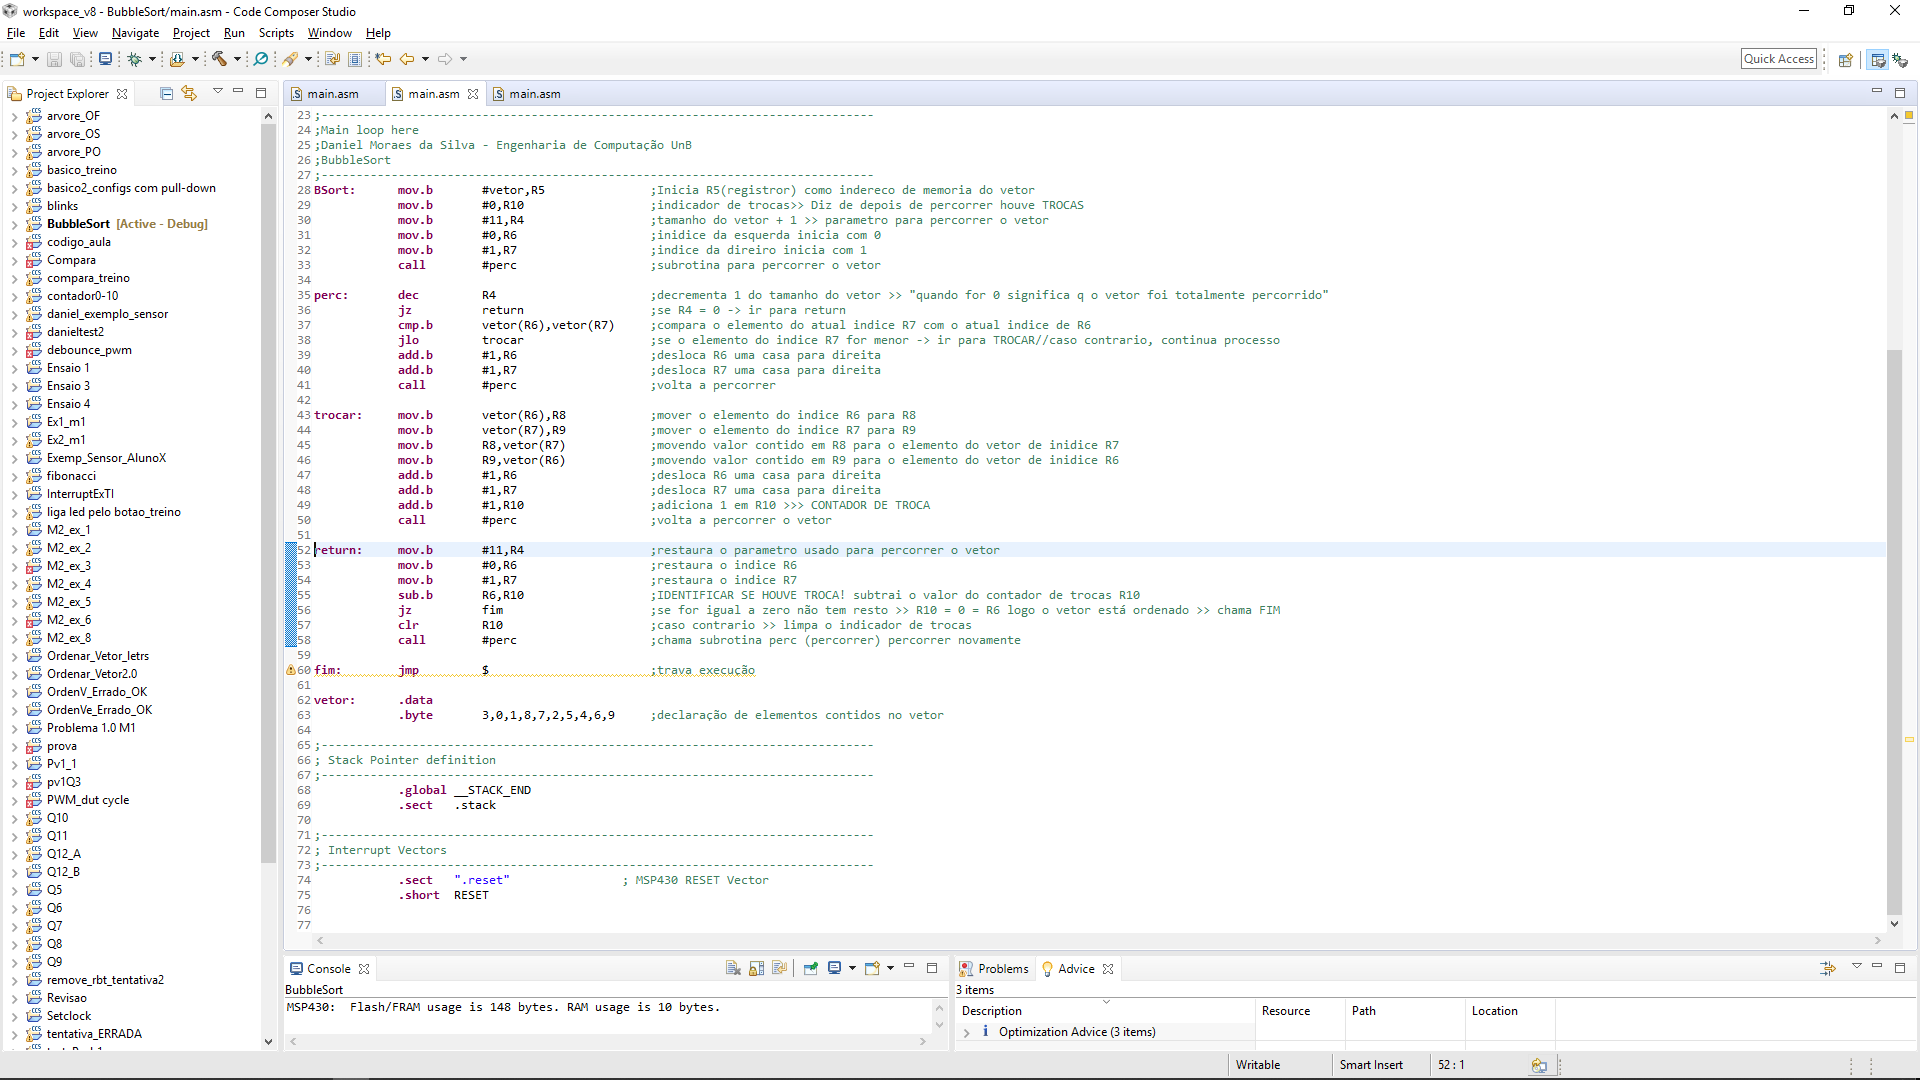 workspace_v8 - BubbleSort/main.asm - Code Composer Studio
File Edit View Navigate Project Run Scripts Window Help
Quick Access
Project Explorer
arvore_OF
arvore_OS
arvore_PO
basico_treino
basico2_configs com pull-down
blinks
BubbleSort [Active - Debug]
codigo_aula
Compara
compara_treino
contador0-10
daniel_exemplo_sensor
danieltest2
debounce_pwm
Ensaio 1
Ensaio 3
Ensaio 4
Ex1_m1
Ex2_m1
Exemp_Sensor_AlunoX
fibonacci
InterruptExTI
liga led pelo botao_treino
M2_ex_1
M2_ex_2
M2_ex_3
M2_ex_4
M2_ex_5
M2_ex_6
M2_ex_8
Ordenar_Vetor_letrs
Ordenar_Vetor2.0
OrdenV_Errado_OK
OrdenVe_Errado_OK
Problema 1.0 M1
prova
Pv1_1
pv1Q3
PWM_dut cycle
Q10
Q11
Q12_A
Q12_B
Q5
Q6
Q7
Q8
Q9
remove_rbt_tentativa2
Revisao
Setclock
tentativa_ERRADA
main.asm main.asm main.asm
23 ;-------------------------------------------------------------------------------
24 ;Main loop here
25 ;Daniel Moraes da Silva - Engenharia de Computação UnB
26 ;BubbleSort
27 ;-------------------------------------------------------------------------------
28 BSort: mov.b #vetor,R5 ;Inicia R5(registror) como indereco de memoria do vetor
29 mov.b #0,R10 ;indicador de trocas>> Diz de depois de percorrer houve TROCAS
30 mov.b #11,R4 ;tamanho do vetor + 1 >> parametro para percorrer o vetor
31 mov.b #0,R6 ;inidice da esquerda inicia com 0
32 mov.b #1,R7 ;indice da direiro inicia com 1
33 call #perc ;subrotina para percorrer o vetor
34
35 perc: dec R4 ;decrementa 1 do tamanho do vetor >> "quando for 0 significa q o vetor foi totalmente percorrido"
36 jz return ;se R4 = 0 -> ir para return
37 cmp.b vetor(R6),vetor(R7) ;compara o elemento do atual indice R7 com o atual indice de R6
38 jlo trocar ;se o elemento do indice R7 for menor -> ir para TROCAR//caso contrario, continua processo
39 add.b #1,R6 ;desloca R6 uma casa para direita
40 add.b #1,R7 ;desloca R7 uma casa para direita
41 call #perc ;volta a percorrer
42
43 trocar: mov.b vetor(R6),R8 ;mover o elemento do indice R6 para R8
44 mov.b vetor(R7),R9 ;mover o elemento do indice R7 para R9
45 mov.b R8,vetor(R7) ;movendo valor contido em R8 para o elemento do vetor de inidice R7
46 mov.b R9,vetor(R6) ;movendo valor contido em R9 para o elemento do vetor de inidice R6
47 add.b #1,R6 ;desloca R6 uma casa para direita
48 add.b #1,R7 ;desloca R7 uma casa para direita
49 add.b #1,R10 ;adiciona 1 em R10 >>> CONTADOR DE TROCA
50 call #perc ;volta a percorrer o vetor
51
52 return: mov.b #11,R4 ;restaura o parametro usado para percorrer o vetor
53 mov.b #0,R6 ;restaura o indice R6
54 mov.b #1,R7 ;restaura o indice R7
55 sub.b R6,R10 ;IDENTIFICAR SE HOUVE TROCA! subtrai o valor do contador de trocas R10
56 jz fim ;se for igual a zero não tem resto >> R10 = 0 = R6 logo o vetor está ordenado >> chama FIM
57 clr R10 ;caso contrario >> limpa o indicador de trocas
58 call #perc ;chama subrotina perc (percorrer) percorrer novamente
59
60 fim: jmp $ ;trava execução
61
62 vetor: .data
63 .byte 3,0,1,8,7,2,5,4,6,9 ;declaração de elementos contidos no vetor
64
65 ;-------------------------------------------------------------------------------
66 ; Stack Pointer definition
67 ;-------------------------------------------------------------------------------
68 .global __STACK_END
69 .sect .stack
70
71 ;-------------------------------------------------------------------------------
72 ; Interrupt Vectors
73 ;-------------------------------------------------------------------------------
74 .sect ".reset" ; MSP430 RESET Vector
75 .short RESET
76
77
Console
BubbleSort
MSP430: Flash/FRAM usage is 148 bytes. RAM usage is 10 bytes.
Problems Advice
3 items
Description Resource Path Location
Optimization Advice (3 items)
Writable Smart Insert 52 : 1